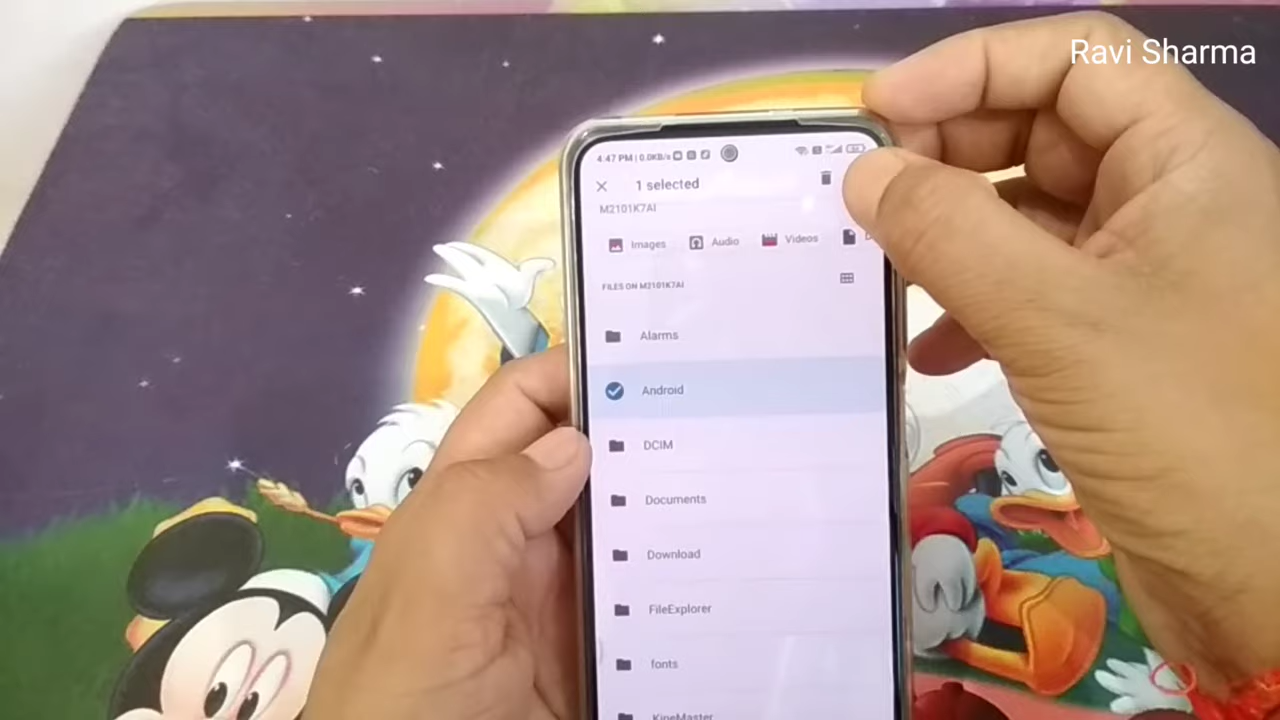 Ravi Sharma
4:47 PM | 0.0KB/s
1 selected
M2101K7AI
Images Audio Videos
FILES ON M2101K7AI
Alarms
Android
DCIM
Documents
Download
FileExplorer
fonts
KineMaster